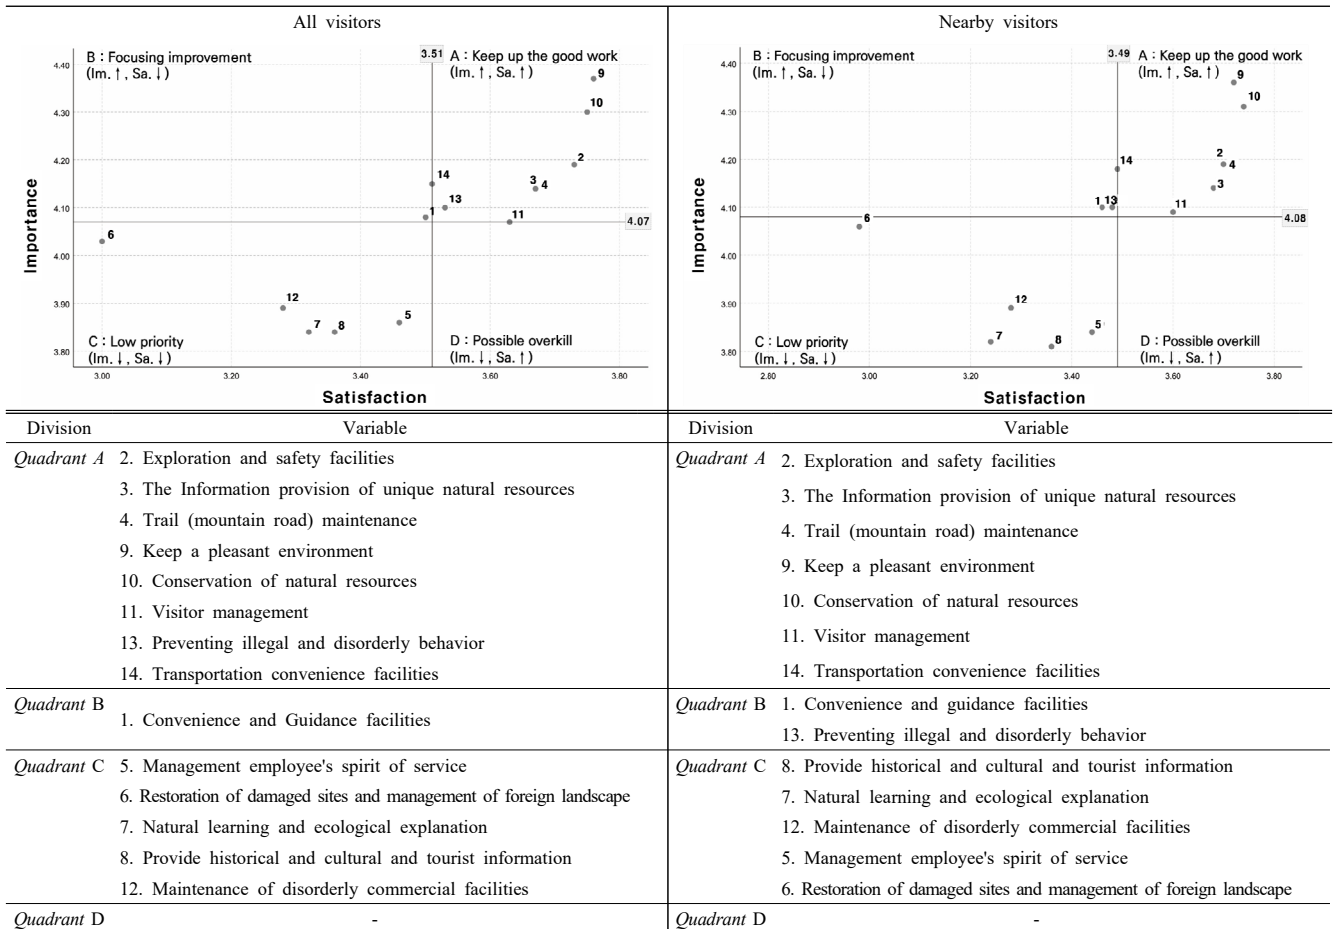 All visitors
B : Focusing improvement
(Im.↑, Sa.↓)
3.51
A : Keep up the good work
(Im.↑, Sa.↑)
4.40
4.30
4.20
4.10
4.00
3.90
3.80
Importance
9
10
2
3
4
14
13
1
11
4.07
6
12
7
8
5
C : Low priority
(Im.↓, Sa.↓)
D : Possible overkill
(Im.↓, Sa.↑)
3.00
3.20
3.40
3.60
3.80
Satisfaction
Nearby visitors
B : Focusing improvement
(Im.↑, Sa.↓)
3.49
A : Keep up the good work
(Im.↑, Sa.↑)
4.40
4.30
4.20
4.10
4.00
3.90
3.80
Importance
9
10
14
2
4
3
1
13
11
4.08
6
12
7
8
5
C : Low priority
(Im.↓, Sa.↓)
D : Possible overkill
(Im.↓, Sa.↑)
2.80
3.00
3.20
3.40
3.60
3.80
Satisfaction
Division Variable
Quadrant A 2. Exploration and safety facilities
3. The Information provision of unique natural resources
4. Trail (mountain road) maintenance
9. Keep a pleasant environment
10. Conservation of natural resources
11. Visitor management
13. Preventing illegal and disorderly behavior
14. Transportation convenience facilities
Quadrant B
1. Convenience and Guidance facilities
Quadrant C 5. Management employee's spirit of service
6. Restoration of damaged sites and management of foreign landscape
7. Natural learning and ecological explanation
8. Provide historical and cultural and tourist information
12. Maintenance of disorderly commercial facilities
Quadrant D -
Division Variable
Quadrant A 2. Exploration and safety facilities
3. The Information provision of unique natural resources
4. Trail (mountain road) maintenance
9. Keep a pleasant environment
10. Conservation of natural resources
11. Visitor management
14. Transportation convenience facilities
Quadrant B 1. Convenience and guidance facilities
13. Preventing illegal and disorderly behavior
Quadrant C 8. Provide historical and cultural and tourist information
7. Natural learning and ecological explanation
12. Maintenance of disorderly commercial facilities
5. Management employee's spirit of service
6. Restoration of damaged sites and management of foreign landscape
Quadrant D -